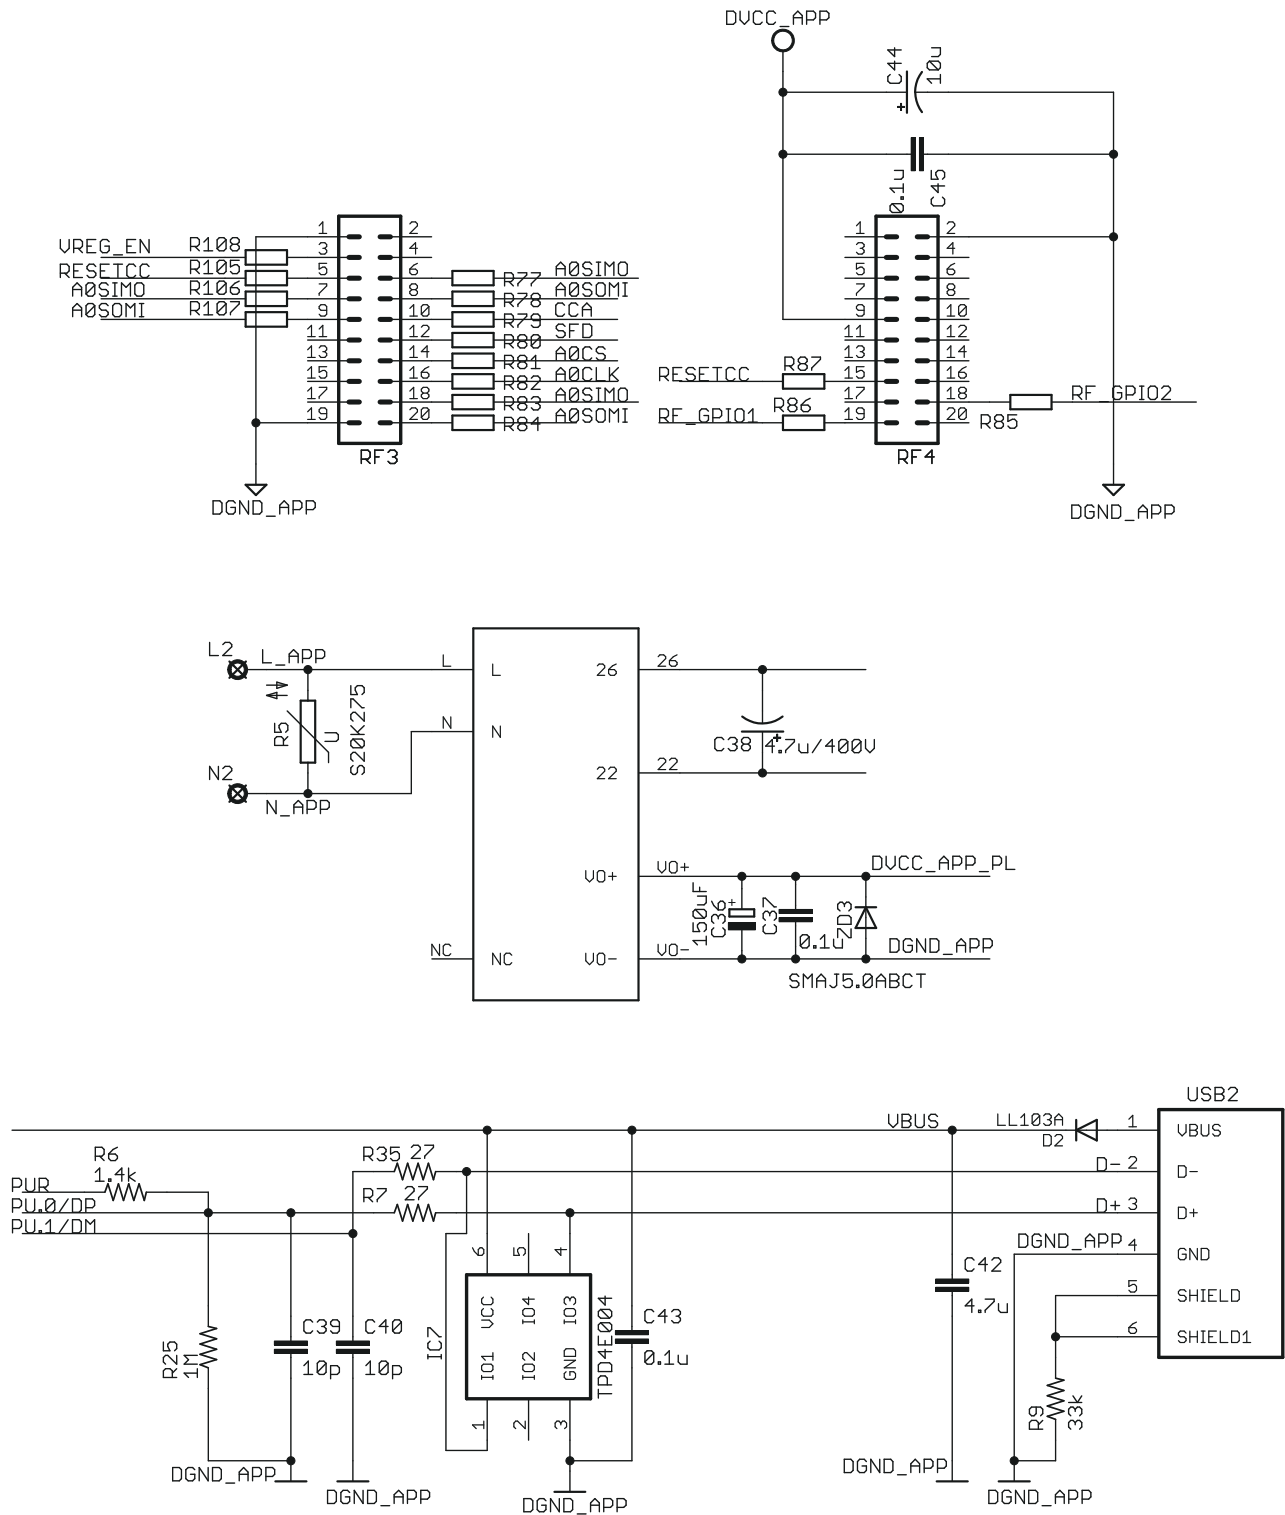 DVCC_APP
C44
10u
0.1u
C45
VREG_EN
RESETCC
A0SIMO
A0SOMI
R108
R105
R106
R107
1 2
3 4
5 6
7 8
9 10
11 12
13 14
15 16
17 18
19 20
R77 A0SIMO
R78 A0SOMI
R79 CCA
R80 SFD
R81 A0CS
R82 A0CLK
R83 A0SIMO
R84 A0SOMI
RF3
DGND_APP
1 2
3 4
5 6
7 8
9 10
11 12
13 14
15 16
17 18
19 20
RESETCC R87
RF_GPIO1 R86
R85 RF_GPIO2
RF4
DGND_APP
L2
L_APP
R5
U
S20K275
N2
N_APP
L L
N N
NC NC
26 26
22 22
C38 4.7u/400V
VO+ VO+
VO- VO-
150uF
C36
+
C37
0.1u
ZD3
DVCC_APP_PL
DGND_APP
SMAJ5.0ABCT
USB2
VBUS
LL103A
D2
1 VBUS
D- 2 D-
D+ 3 D+
DGND_APP 4 GND
5 SHIELD
6 SHIELD1
R6
1.4k
PUR
PU.0/DP
PU.1/DM
R35 27
R7 27
R25
1M
C39
10p
C40
10p
DGND_APP
DGND_APP
IC7
6 5 4
VCC IO4 IO3
IO1 IO2 GND
1 2 3
TPD4E004
C43
0.1u
DGND_APP
C42
4.7u
DGND_APP
R9
33k
DGND_APP